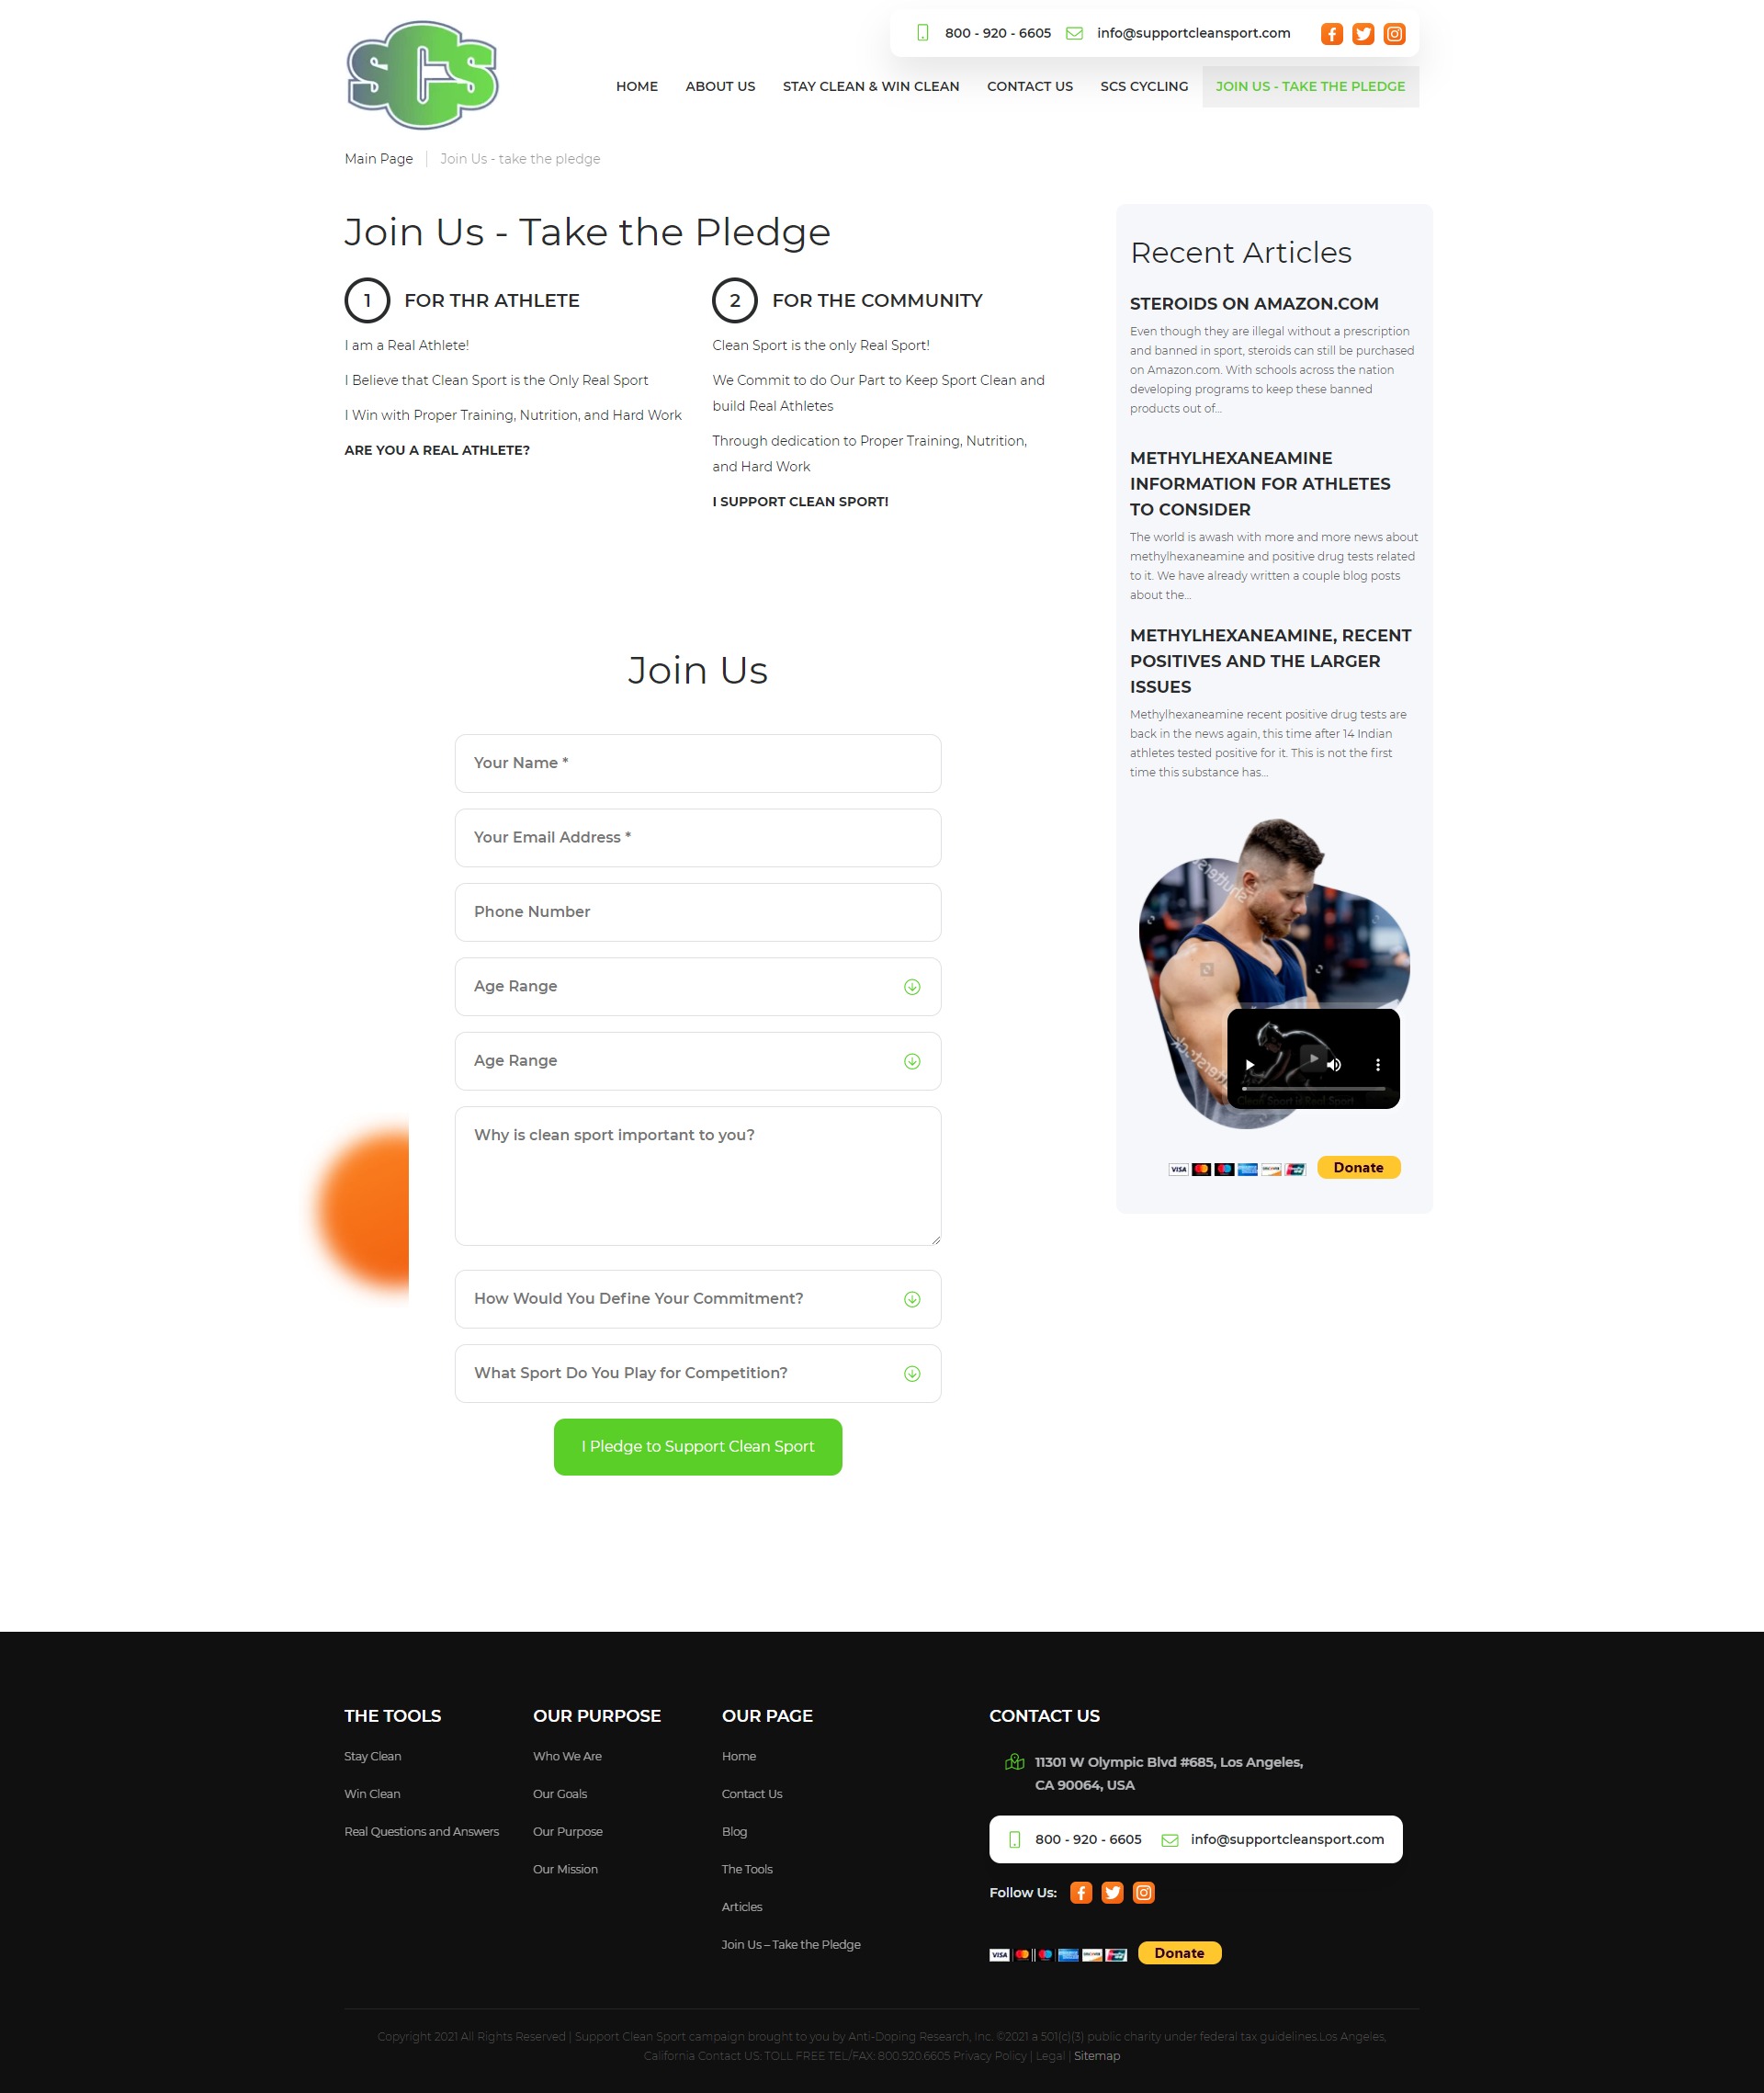 SCS
800 - 920 - 6605
info@supportcleansport.com
HOME
ABOUT US
STAY CLEAN & WIN CLEAN
CONTACT US
SCS CYCLING
JOIN US - TAKE THE PLEDGE
Main Page
Join Us - take the pledge
Join Us - Take the Pledge
1
FOR THR ATHLETE
I am a Real Athlete!
I Believe that Clean Sport is the Only Real Sport
I Win with Proper Training, Nutrition, and Hard Work
ARE YOU A REAL ATHLETE?
2
FOR THE COMMUNITY
Clean Sport is the only Real Sport!
We Commit to do Our Part to Keep Sport Clean and
build Real Athletes
Through dedication to Proper Training, Nutrition,
and Hard Work
I SUPPORT CLEAN SPORT!
Join Us
Your Name *
Your Email Address *
Phone Number
Age Range
Age Range
Why is clean sport important to you?
How Would You Define Your Commitment?
What Sport Do You Play for Competition?
I Pledge to Support Clean Sport
Recent Articles
STEROIDS ON AMAZON.COM
Even though they are illegal without a prescription
and banned in sport, steroids can still be purchased
on Amazon.com. With schools across the nation
developing programs to keep these banned
products out of...
METHYLHEXANEAMINE
INFORMATION FOR ATHLETES
TO CONSIDER
The world is awash with more and more news about
methylhexaneamine and positive drug tests related
to it. We have already written a couple blog posts
about the...
METHYLHEXANEAMINE, RECENT
POSITIVES AND THE LARGER
ISSUES
Methylhexaneamine recent positive drug tests are
back in the news again, this time after 14 Indian
athletes tested positive for it. This is not the first
time this substance has...
Clean Sport is Real Sport
VISA
Donate
THE TOOLS
Stay Clean
Win Clean
Real Questions and Answers
OUR PURPOSE
Who We Are
Our Goals
Our Purpose
Our Mission
OUR PAGE
Home
Contact Us
Blog
The Tools
Articles
Join Us – Take the Pledge
CONTACT US
11301 W Olympic Blvd #685, Los Angeles,
CA 90064, USA
800 - 920 - 6605
info@supportcleansport.com
Follow Us:
VISA
Donate
Copyright 2021 All Rights Reserved | Support Clean Sport campaign brought to you by Anti-Doping Research, Inc. ©2021 a 501(c)(3) public charity under federal tax guidelines.Los Angeles,
California Contact US: TOLL FREE TEL/FAX: 800.920.6605 Privacy Policy | Legal | Sitemap